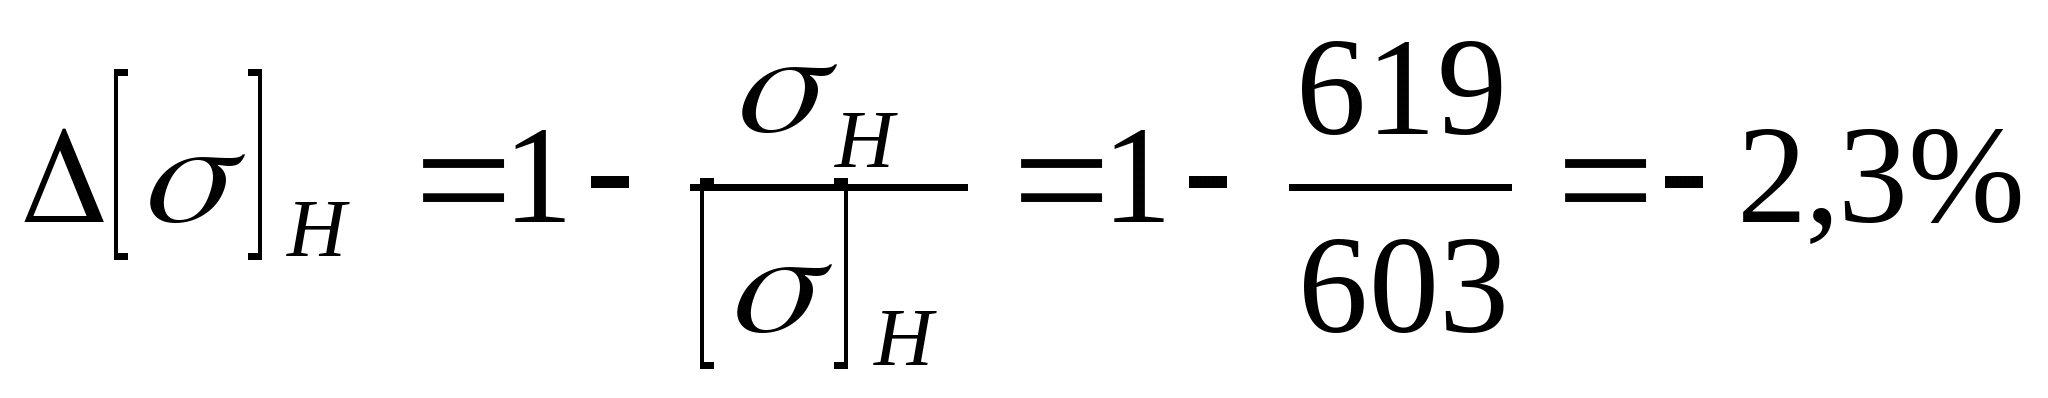 Δ[σ]_H = 1 - σ_H / [σ]_H = 1 - 619 / 603 = - 2,3%